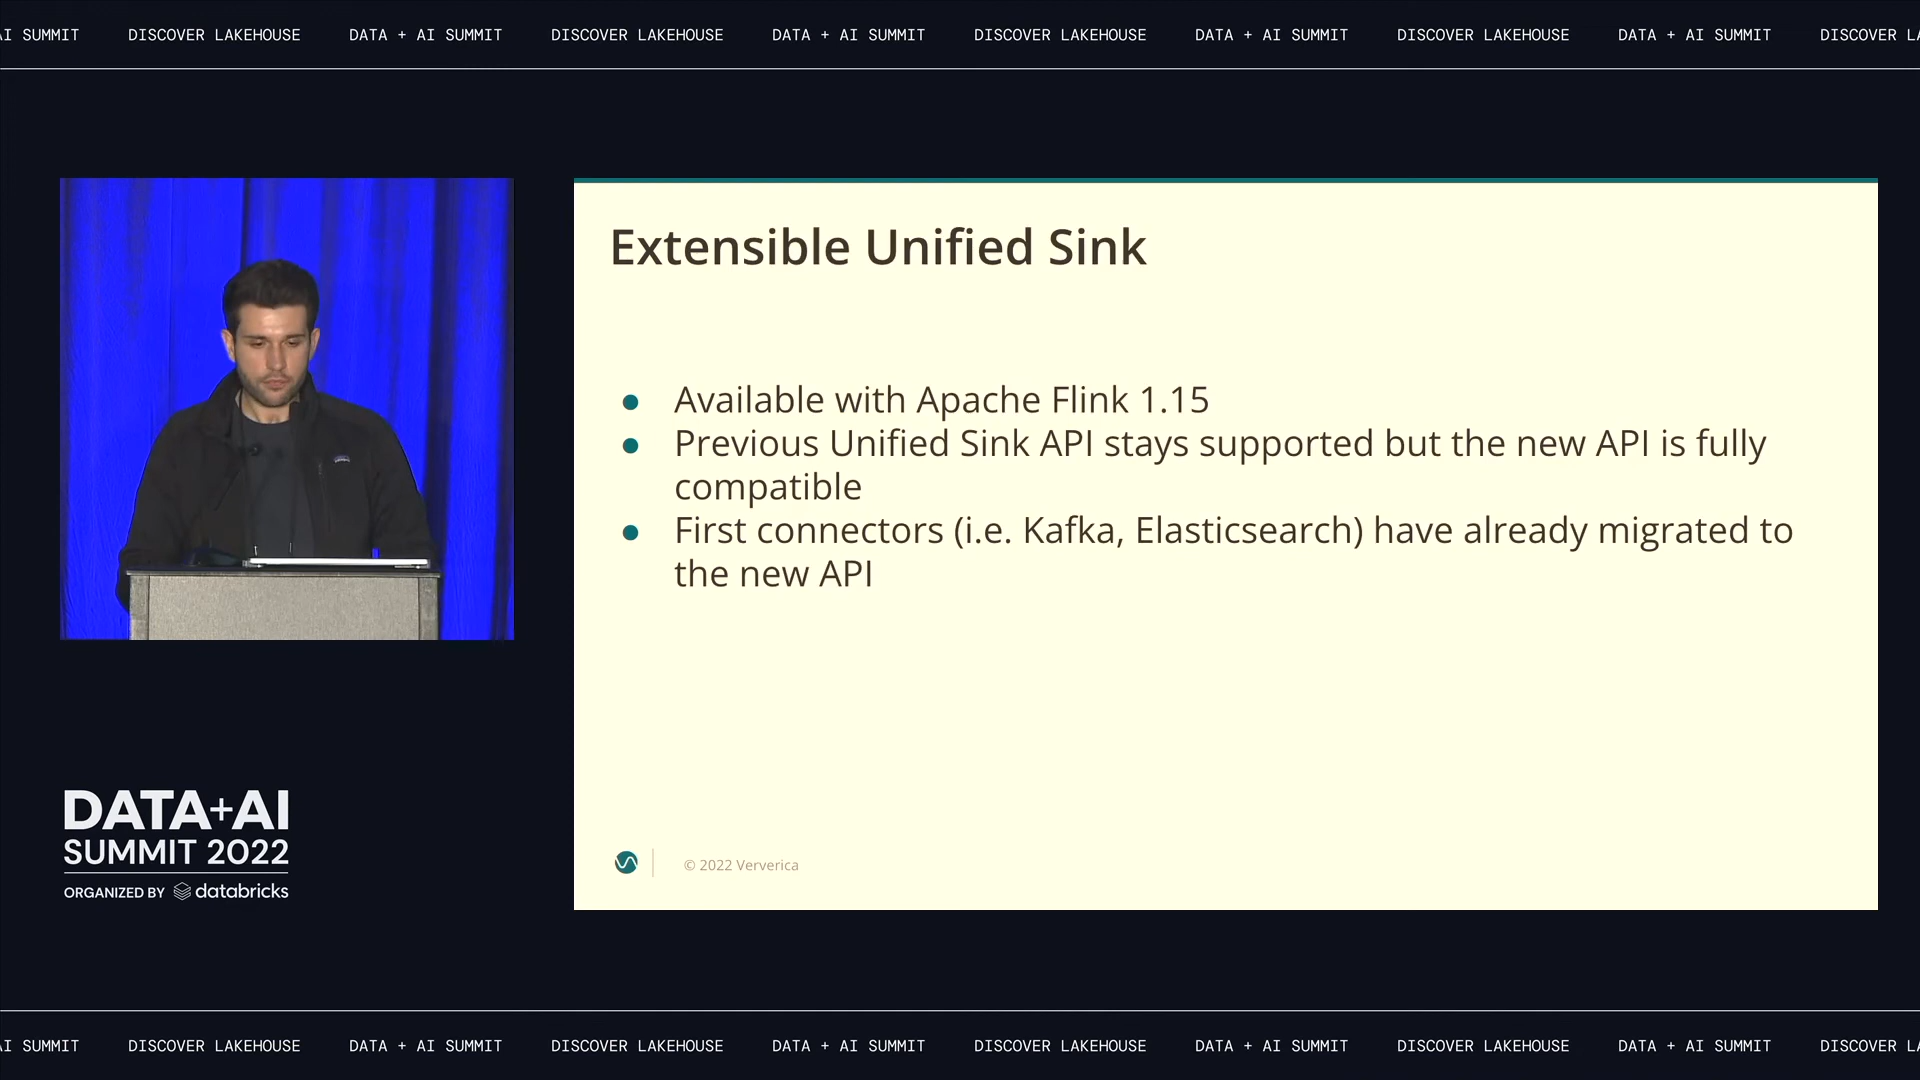 AI SUMMIT DISCOVER LAKEHOUSE DATA + AI SUMMIT DISCOVER LAKEHOUSE DATA + AI SUMMIT DISCOVER LAKEHOUSE DATA + AI SUMMIT DISCOVER LAKEHOUSE DATA + AI SUMMIT DISCOVER LA
Extensible Unified Sink
● Available with Apache Flink 1.15
● Previous Unified Sink API stays supported but the new API is fully
compatible
● First connectors (i.e. Kafka, Elasticsearch) have already migrated to
the new API
© 2022 Ververica
DATA+AI
SUMMIT 2022
ORGANIZED BY databricks
AI SUMMIT DISCOVER LAKEHOUSE DATA + AI SUMMIT DISCOVER LAKEHOUSE DATA + AI SUMMIT DISCOVER LAKEHOUSE DATA + AI SUMMIT DISCOVER LAKEHOUSE DATA + AI SUMMIT DISCOVER LA